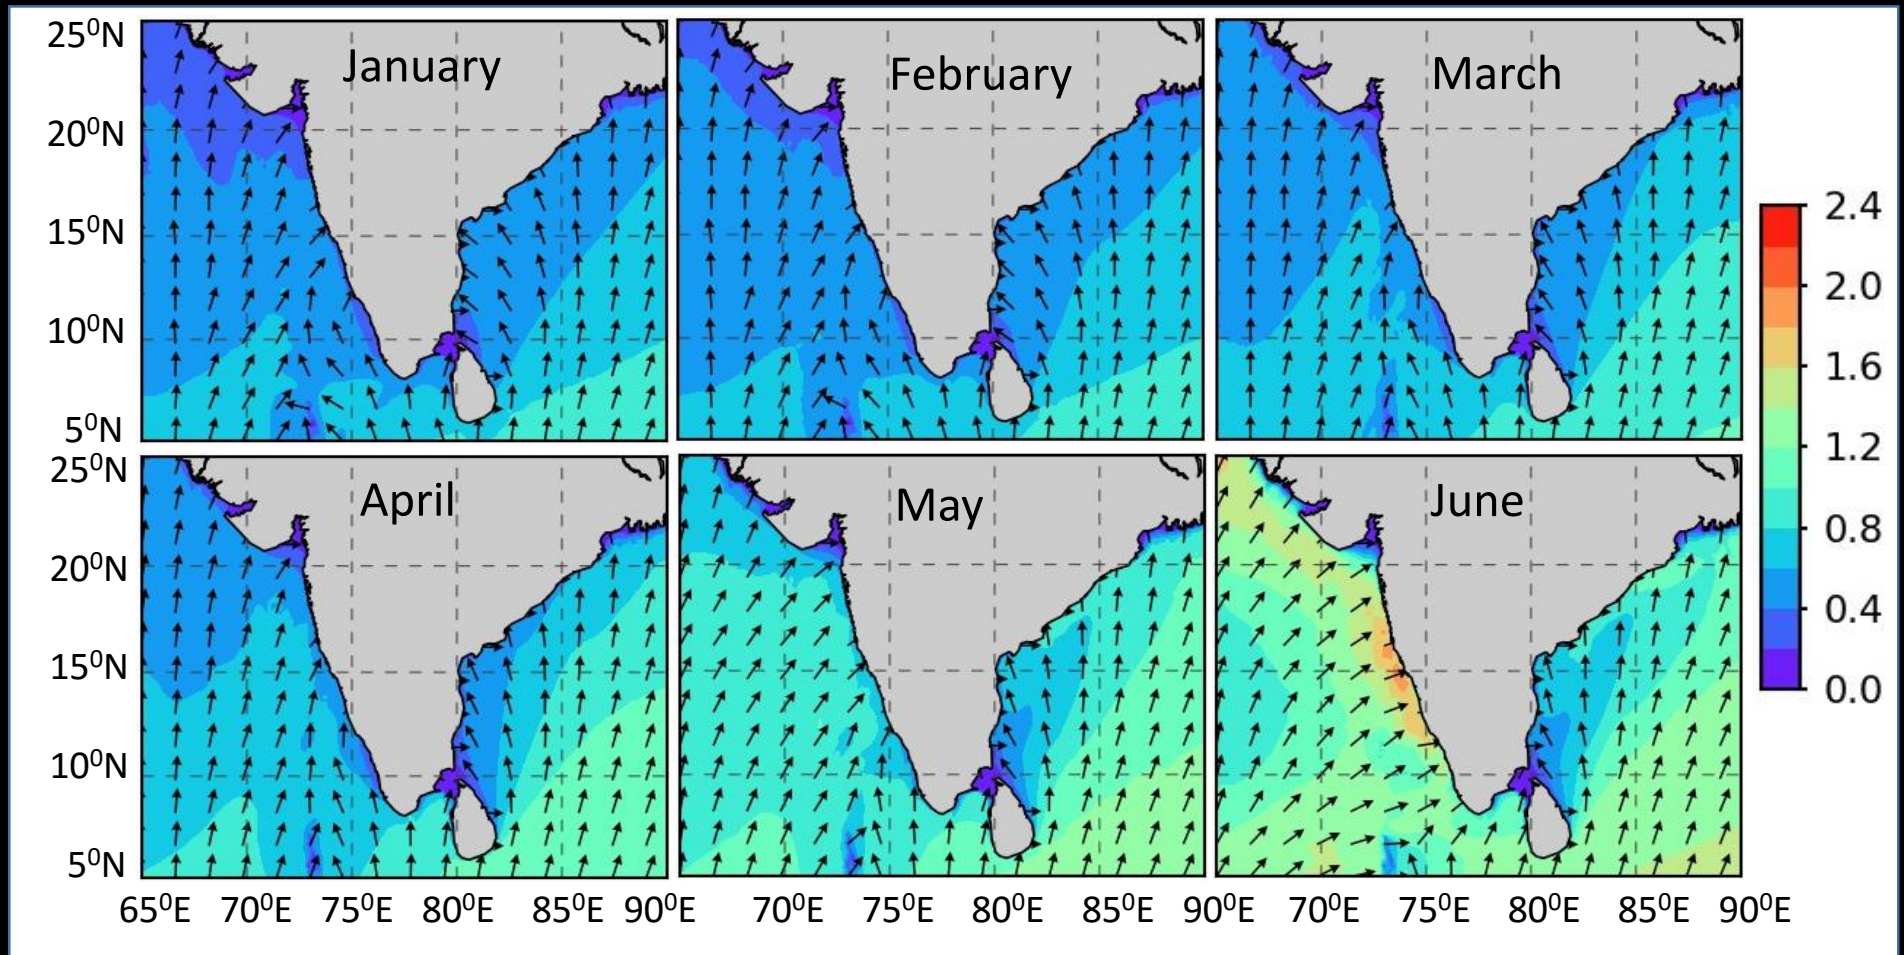 25⁰N
20⁰N
15⁰N
10⁰N
5⁰N
January
February
March
25⁰N
20⁰N
15⁰N
10⁰N
5⁰N
April
May
June
65⁰E 70⁰E 75⁰E 80⁰E 85⁰E 90⁰E 70⁰E 75⁰E 80⁰E 85⁰E 90⁰E 70⁰E 75⁰E 80⁰E 85⁰E 90⁰E
2.4
2.0
1.6
1.2
0.8
0.4
0.0